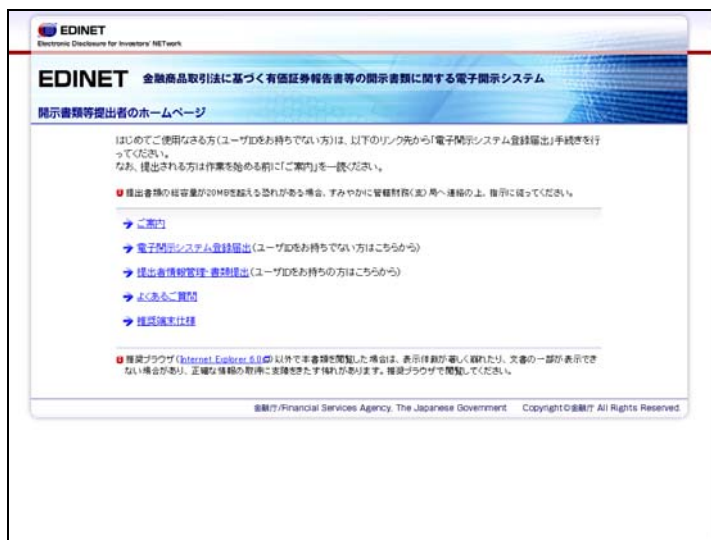 EDINET
Electronic Disclosure for Investors' NETwork
EDINET 金融商品取引法に基づく有価証券報告書等の開示書類に関する電子開示システム
開示書類等提出者のホームページ
はじめてご使用なさる方(ユーザIDをお持ちでない方)は、以下のリンク先から「電子開示システム登録届出」手続きを行
ってください。
なお、提出される方は作業を始める前に「ご案内」を一読ください。
提出書類の総容量が20MBを超える恐れがある場合、すみやかに管轄財務(支)局へ連絡の上、指示に従ってください。
ご案内
電子開示システム登録届出(ユーザIDをお持ちでない方はこちらから)
提出者情報管理・書類提出(ユーザIDをお持ちの方はこちらから)
よくあるご質問
推奨端末仕様
推奨ブラウザ(Internet Explorer 6.0)以外で本書類を閲覧した場合は、表示体裁が著しく崩れたり、文書の一部が表示でき
ない場合があり、正確な情報の取得に支障をきたす惧れがあります。推奨ブラウザで閲覧してください。
金融庁/Financial Services Agency, The Japanese Government Copyright©金融庁 All Rights Reserved.